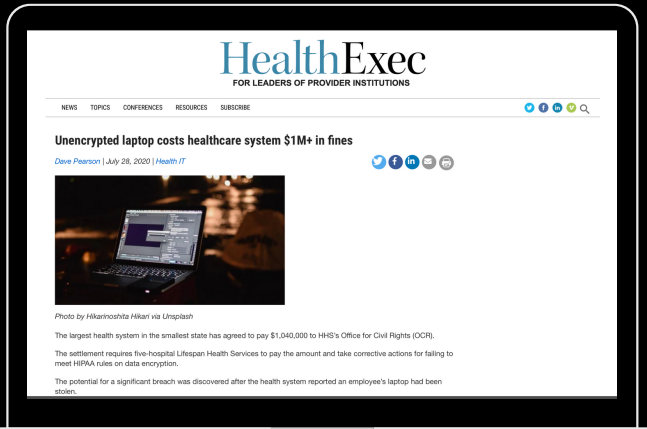 HealthExec
FOR LEADERS OF PROVIDER INSTITUTIONS
NEWS TOPICS CONFERENCES RESOURCES SUBSCRIBE
Unencrypted laptop costs healthcare system $1M+ in fines
Dave Pearson | July 28, 2020 | Health IT
Photo by Hikarinoshita Hikari via Unsplash
The largest health system in the smallest state has agreed to pay $1,040,000 to HHS's Office for Civil Rights (OCR).
The settlement requires five-hospital Lifespan Health Services to pay the amount and take corrective actions for failing to
meet HIPAA rules on data encryption.
The potential for a significant breach was discovered after the health system reported an employee's laptop had been
stolen.